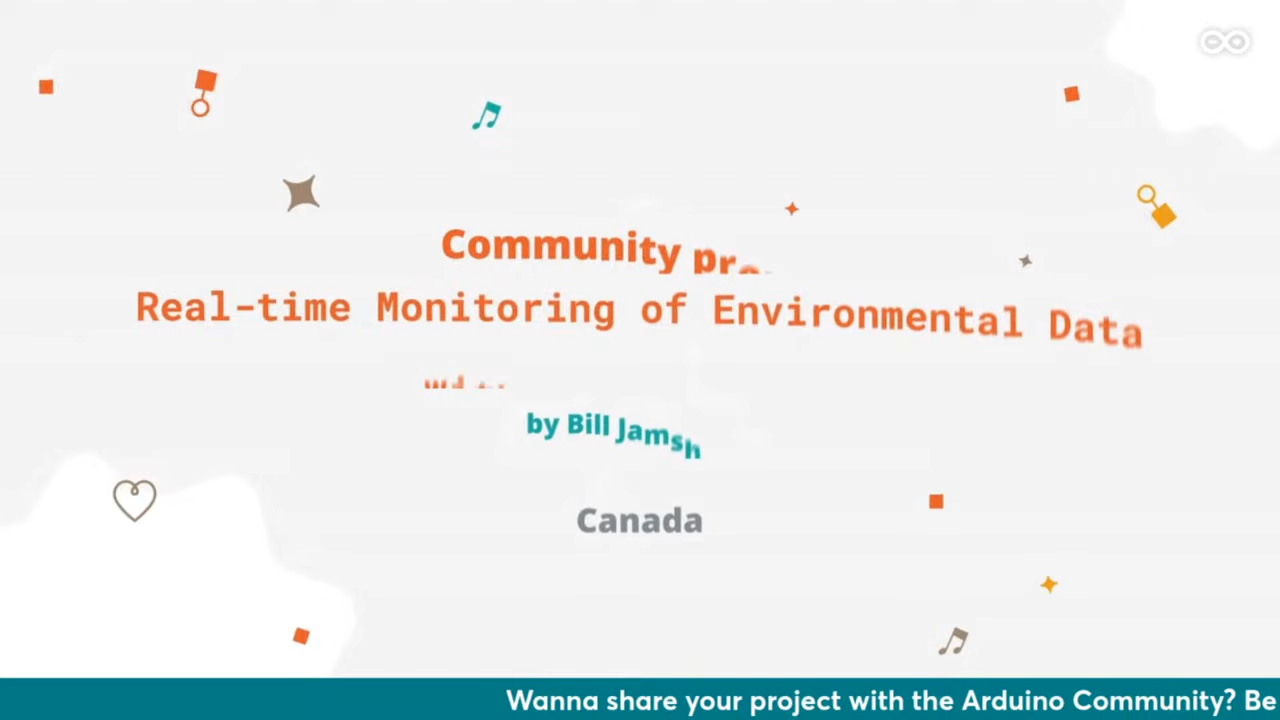 Community
Real-time Monitoring of Environmental Data
by Bill Jamsh
Canada
Wanna share your project with the Arduino Community? Be